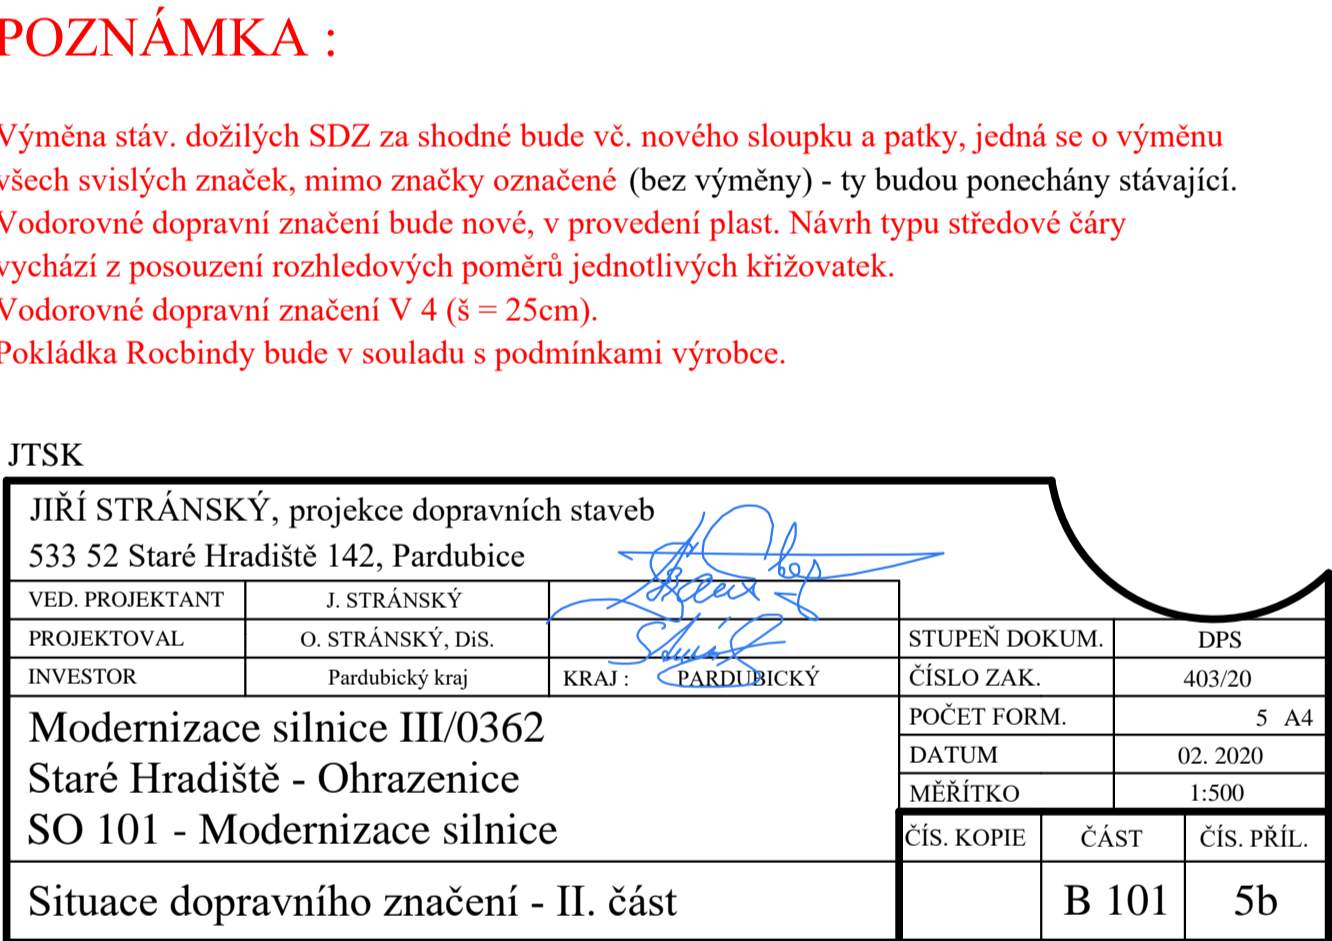 POZNÁMKA :
Výměna stáv. dožilých SDZ za shodné bude vč. nového sloupku a patky, jedná se o výměnu
všech svislých značek, mimo značky označené (bez výměny) - ty budou ponechány stávající.
Vodorovné dopravní značení bude nové, v provedení plast. Návrh typu středové čáry
vychází z posouzení rozhledových poměrů jednotlivých křižovatek.
Vodorovné dopravní značení V 4 (š = 25cm).
Pokládka Rocbindy bude v souladu s podmínkami výrobce.
JTSK
JIŘÍ STRÁNSKÝ, projekce dopravních staveb
533 52 Staré Hradiště 142, Pardubice
VED. PROJEKTANT J. STRÁNSKÝ
PROJEKTOVAL O. STRÁNSKÝ, DiS. STUPEŇ DOKUM. DPS
INVESTOR Pardubický kraj KRAJ : PARDUBICKÝ ČÍSLO ZAK. 403/20
POČET FORM. 5 A4
DATUM 02. 2020
MĚŘÍTKO 1:500
Modernizace silnice III/0362
Staré Hradiště - Ohrazenice
SO 101 - Modernizace silnice
ČÍS. KOPIE ČÁST ČÍS. PŘÍL.
Situace dopravního značení - II. část B 101 5b